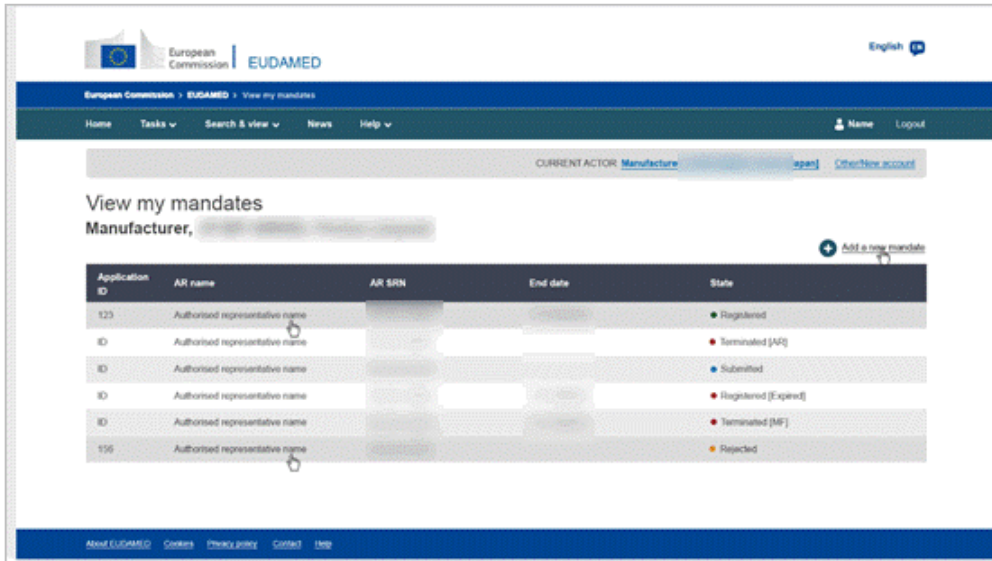 European
Commission
EUDAMED
English EN
European Commission > EUDAMED > View my mandates
Home Tasks Search & view News Help Name Logout
CURRENT ACTOR: Manufacture apan] Other/New account
View my mandates
Manufacturer,
Add a new mandate
Application ID AR name AR SRN End date State
123 Authorised representative name Registered
ID Authorised representative name Terminated [AR]
ID Authorised representative name Submitted
ID Authorised representative name Registered [Expired]
ID Authorised representative name Terminated [MF]
156 Authorised representative name Rejected
About EUDAMED Cookies Privacy policy Contact Help